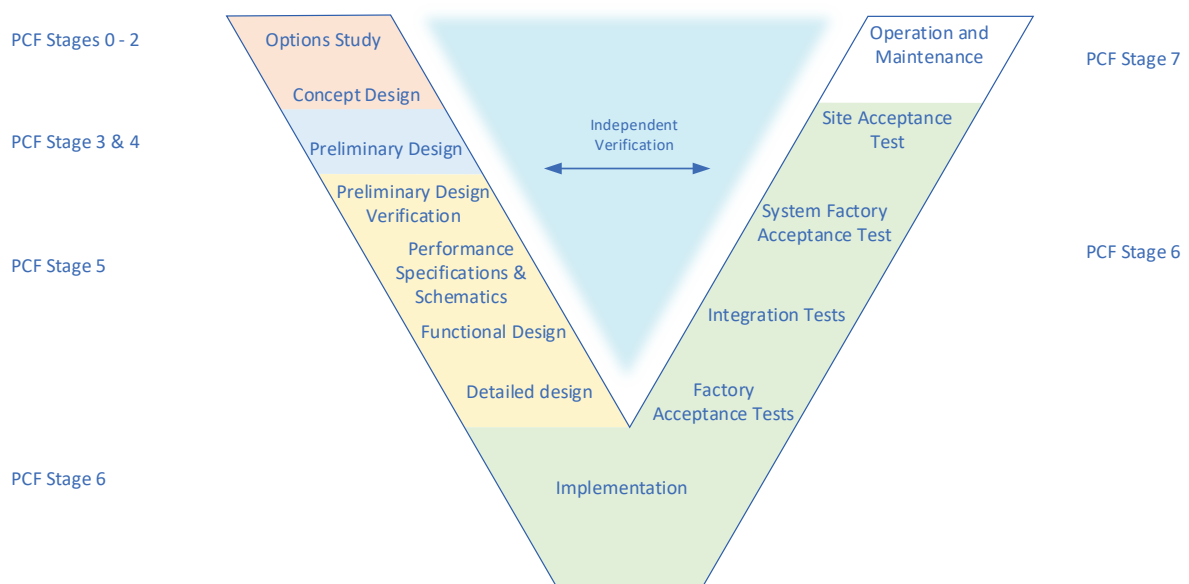 PCF Stages 0 - 2
Options Study
Concept Design
PCF Stage 3 & 4
Preliminary Design
PCF Stage 5
Preliminary Design
Verification
Performance
Specifications &
Schematics
Functional Design
Detailed design
PCF Stage 6
Implementation
Independent
Verification
Operation and
Maintenance
PCF Stage 7
Site Acceptance
Test
System Factory
Acceptance Test
PCF Stage 6
Integration Tests
Factory
Acceptance Tests